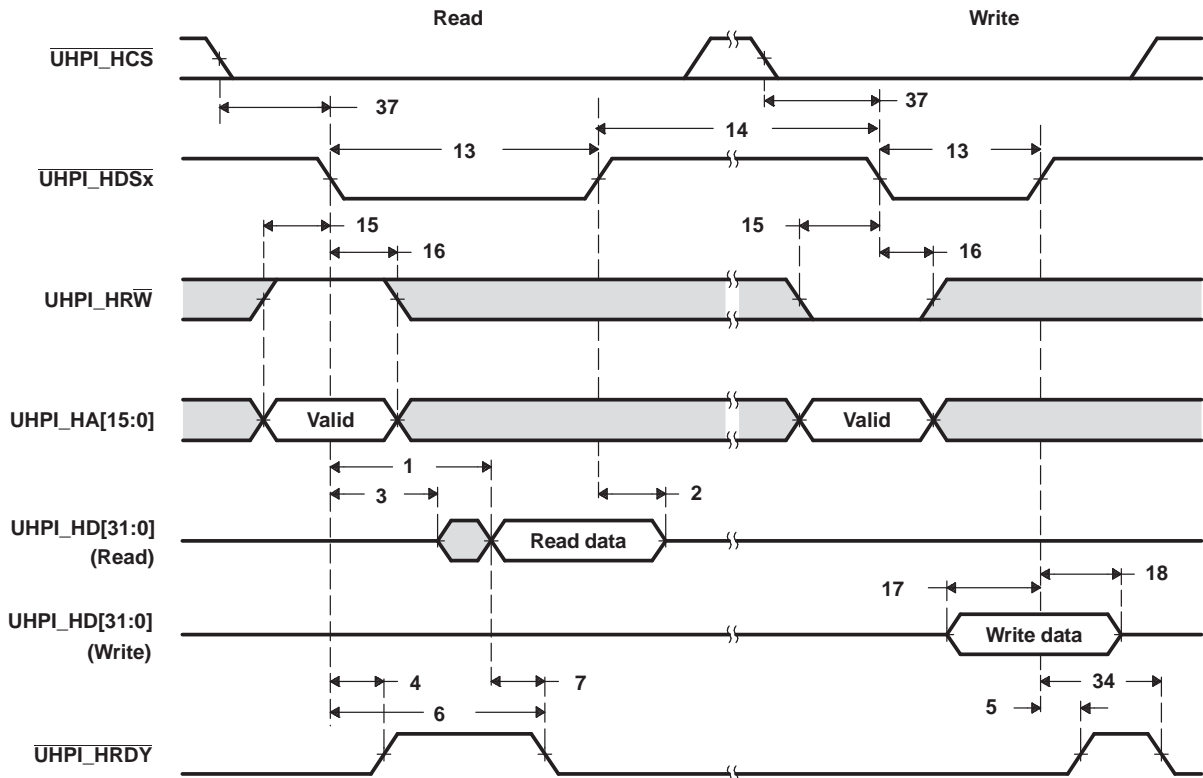 Read Write
UHPI_HCS
37 37
14
13 13
UHPI_HDSx
15 15
16 16
UHPI_HRW
UHPI_HA[15:0] Valid Valid
1
3 2
UHPI_HD[31:0]
(Read)
Read data
17 18
UHPI_HD[31:0]
(Write)
Write data
4 7 34
6 5
UHPI_HRDY